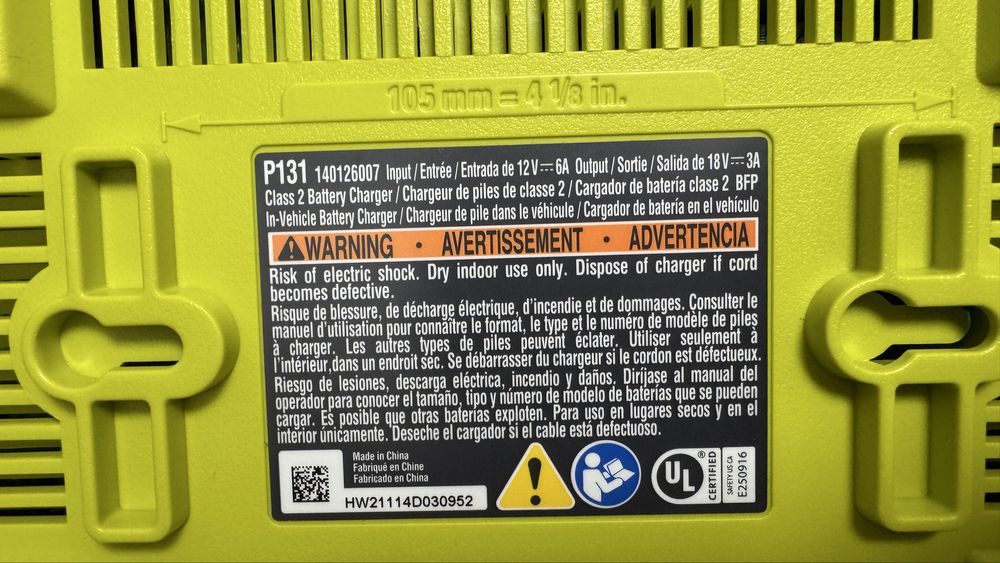 105 mm = 4 1/8 in.
P131 140126007 Input / Entrée / Entrada de 12 V⎓6A Output / Sortie / Salida de 18 V⎓3A
Class 2 Battery Charger / Chargeur de piles de classe 2 / Cargador de batería clase 2 BFP
In-Vehicle Battery Charger / Chargeur de pile dans le véhicule / Cargador de batería en el vehículo
WARNING • AVERTISSEMENT • ADVERTENCIA
Risk of electric shock. Dry indoor use only. Dispose of charger if cord
becomes defective.
Risque de blessure, de décharge électrique, d'incendie et de dommages. Consulter le
manuel d'utilisation pour connaître le format, le type et le numéro de modèle de piles
à charger. Les autres types de piles peuvent éclater. Utiliser seulement à
l'intérieur,dans un endroit sec. Se débarrasser du chargeur si le cordon est défectueux.
Riesgo de lesiones, descarga eléctrica, incendio y daños. Diríjase al manual del
operador para conocer el tamaño, tipo y número de modelo de baterías que se pueden
cargar. Es posible que otras baterías exploten. Para uso en lugares secos y en el
interior únicamente. Deseche el cargador si el cable está defectuoso.
Made in China
Fabriqué en Chine
Fabricado en China
HW21114D030952
UL ®
CERTIFIED
SAFETY US CA
E250916